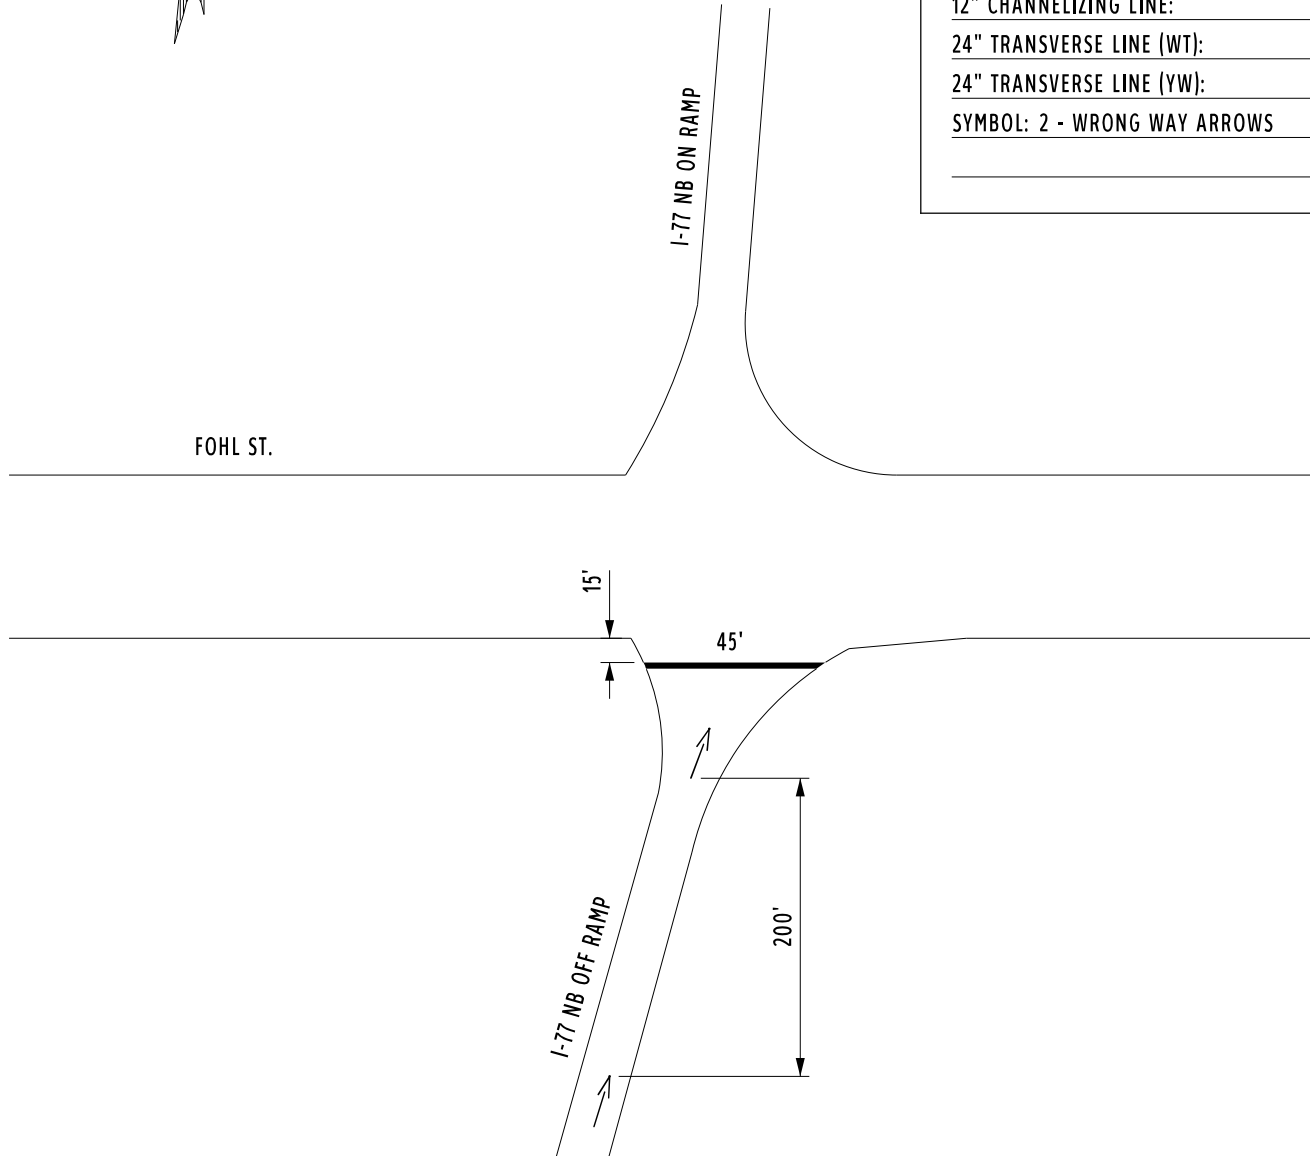 12" CHANNELIZING LINE:
24" TRANSVERSE LINE (WT):
24" TRANSVERSE LINE (YW):
SYMBOL: 2 - WRONG WAY ARROWS
I-77 NB ON RAMP
FOHL ST.
15'
45'
200'
I-77 NB OFF RAMP